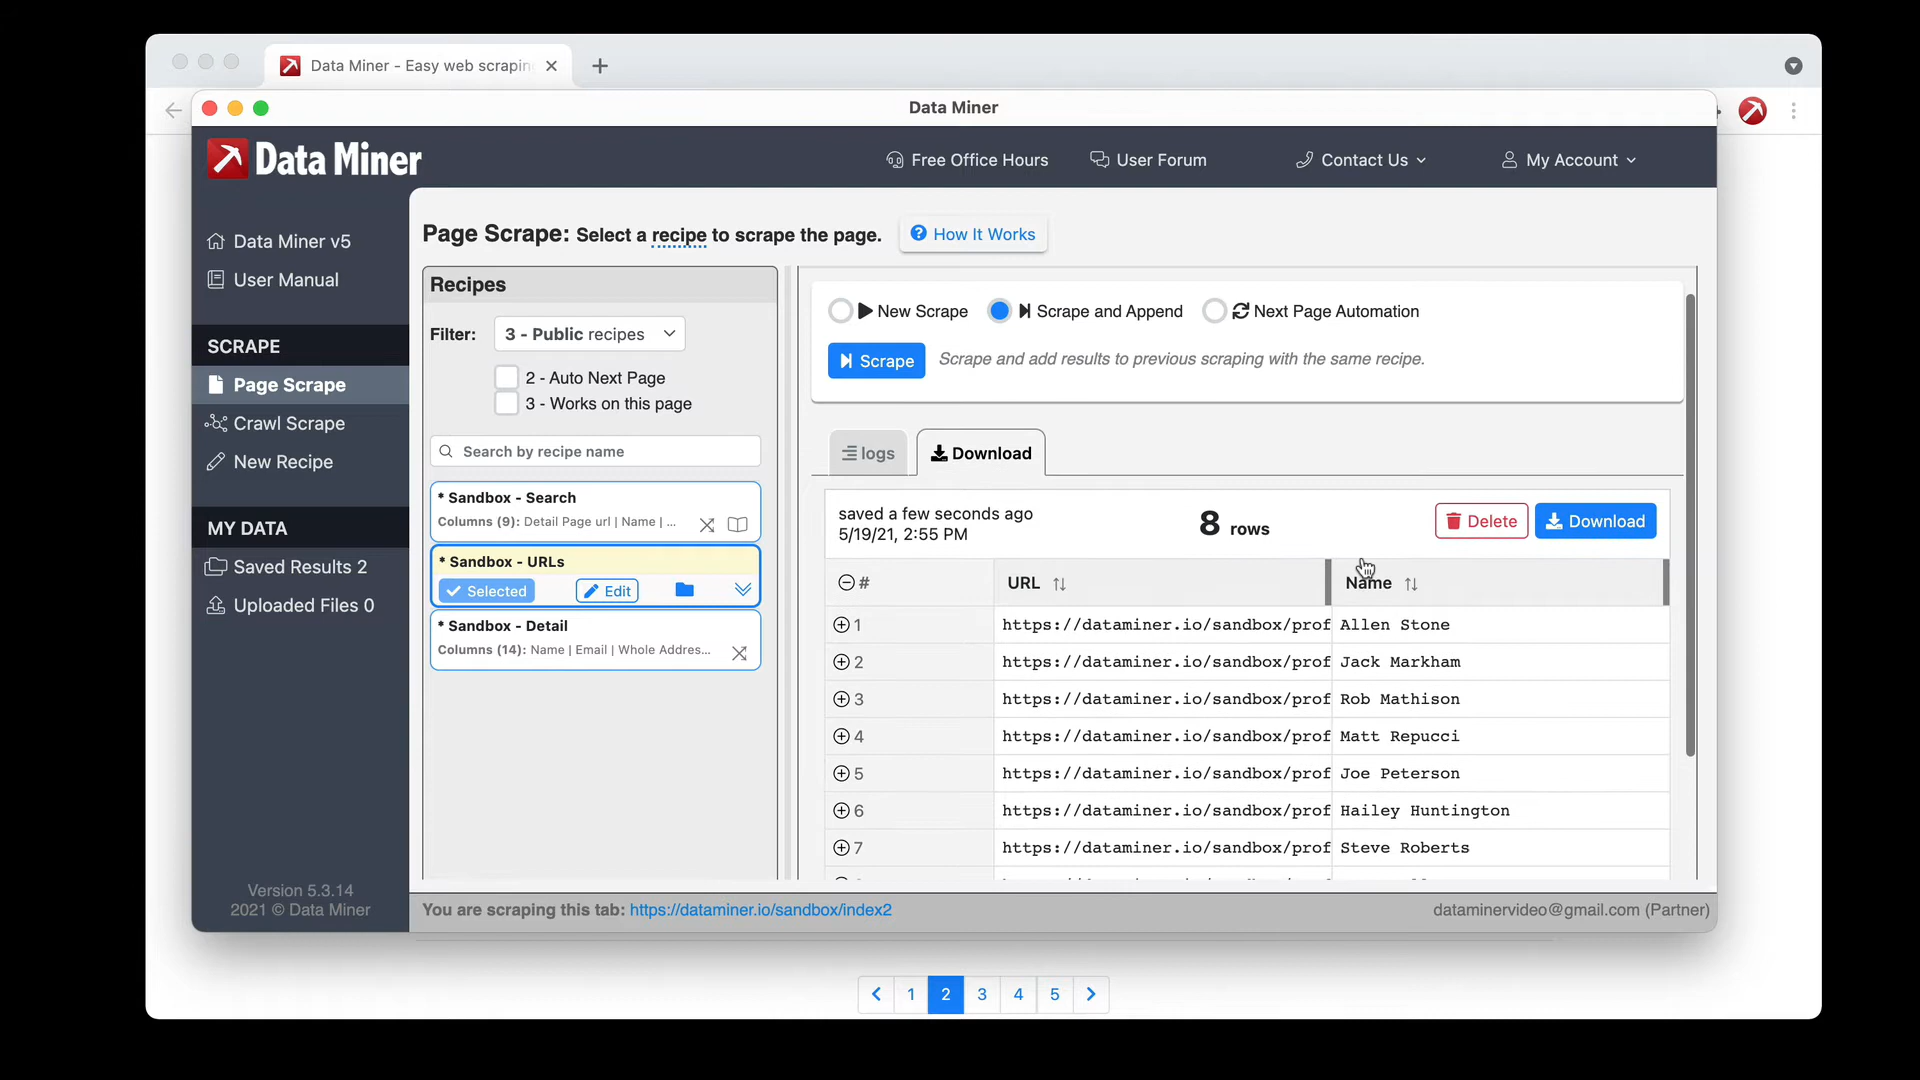 Data Miner - Easy web scrapin
Data Miner
Data Miner
Free Office Hours
User Forum
Contact Us
My Account
Data Miner v5
User Manual
SCRAPE
Page Scrape
Crawl Scrape
New Recipe
MY DATA
Saved Results 2
Uploaded Files 0
Version 5.3.14
2021 © Data Miner
Page Scrape: Select a recipe to scrape the page.
How It Works
Recipes
Filter:
3 - Public recipes
2 - Auto Next Page
3 - Works on this page
Search by recipe name
* Sandbox - Search
Columns (9): Detail Page url | Name | ...
* Sandbox - URLs
Selected
Edit
* Sandbox - Detail
Columns (14): Name | Email | Whole Addres...
New Scrape
Scrape and Append
Next Page Automation
Scrape
Scrape and add results to previous scraping with the same recipe.
logs
Download
saved a few seconds ago
5/19/21, 2:55 PM
8 rows
Delete
Download
# URL Name
1 https://dataminer.io/sandbox/prof Allen Stone
2 https://dataminer.io/sandbox/prof Jack Markham
3 https://dataminer.io/sandbox/prof Rob Mathison
4 https://dataminer.io/sandbox/prof Matt Repucci
5 https://dataminer.io/sandbox/prof Joe Peterson
6 https://dataminer.io/sandbox/prof Hailey Huntington
7 https://dataminer.io/sandbox/prof Steve Roberts
You are scraping this tab: https://dataminer.io/sandbox/index2
dataminervideo@gmail.com (Partner)
1 2 3 4 5